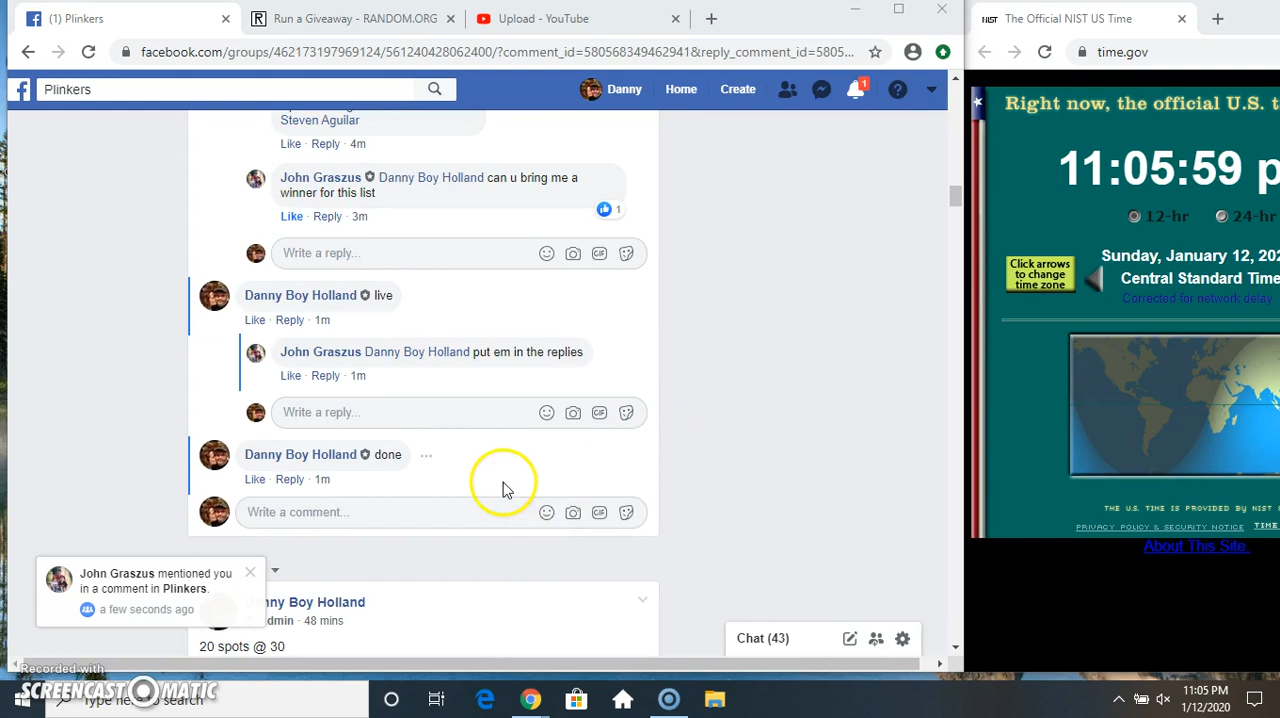 (1) Plinkers
Run a Giveaway - RANDOM.ORG
Upload - YouTube
NIST
The Official NIST US Time
facebook.com/groups/462173197969124/561240428062400/?comment_id=580568349462941&reply_comment_id=5805...
time.gov
Plinkers
Danny
Home
Create
1
Steven Aguilar
Like · Reply · 4m
John Graszus Danny Boy Holland can u bring me a
winner for this list
1
Like · Reply · 3m
Write a reply...
GIF
Danny Boy Holland live
Like · Reply · 1m
John Graszus Danny Boy Holland put em in the replies
Like · Reply · 1m
Write a reply...
GIF
Danny Boy Holland done
Like · Reply · 1m
Write a comment...
GIF
John Graszus mentioned you
in a comment in Plinkers.
a few seconds ago
nny Boy Holland
dmin · 48 mins
20 spots @ 30
Chat (43)
Right now, the official U.S. t
11:05:59 p
12-hr
24-hr
Click arrows
to change
time zone
Sunday, January 12, 202
Central Standard Time
Corrected for network delay
THE U.S. TIME IS PROVIDED BY NIST
PRIVACY POLICY & SECURITY NOTICE
TIME
About This Site
Recorded with
SCREENCAST-O-MATIC
Type here to search
11:05 PM
1/12/2020